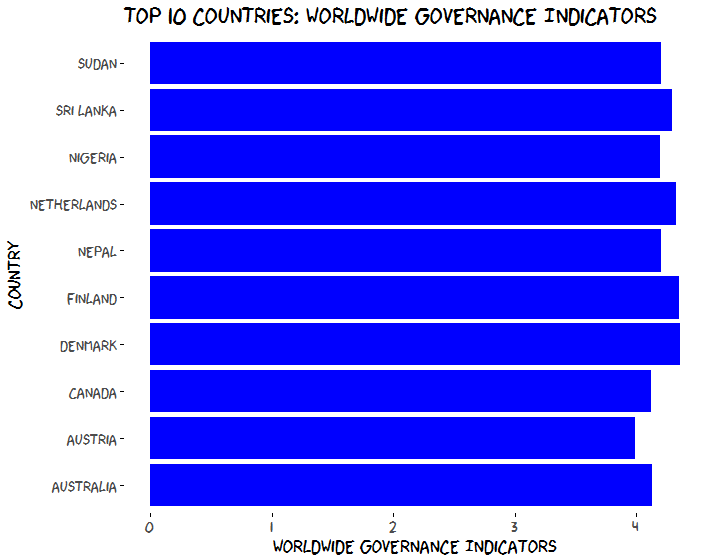 TOP 10 COUNTRIES: WORLDWIDE GOVERNANCE INDICATORS
SUDAN
SRI LANKA
NIGERIA
NETHERLANDS
NEPAL
FINLAND
DENMARK
CANADA
AUSTRIA
AUSTRALIA
COUNTRY
0 1 2 3 4
WORLDWIDE GOVERNANCE INDICATORS